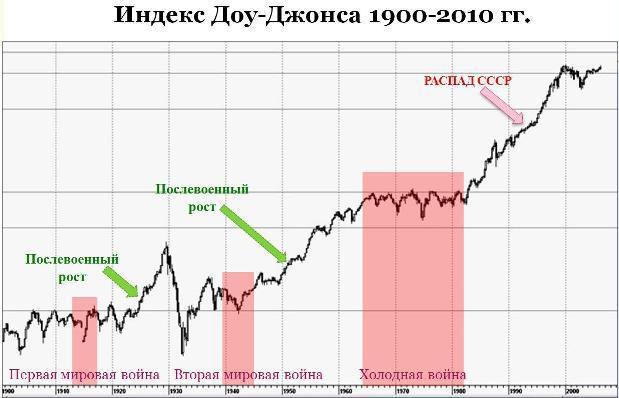 Индекс Доу-Джонса 1900-2010 гг.
РАСПАД СССР
Послевоенный
рост
Послевоенный
рост
Первая мировая война
Вторая мировая война
Холодная война
1900 1910 1920 1930 1940 1950 1960 1970 1980 1990 2000